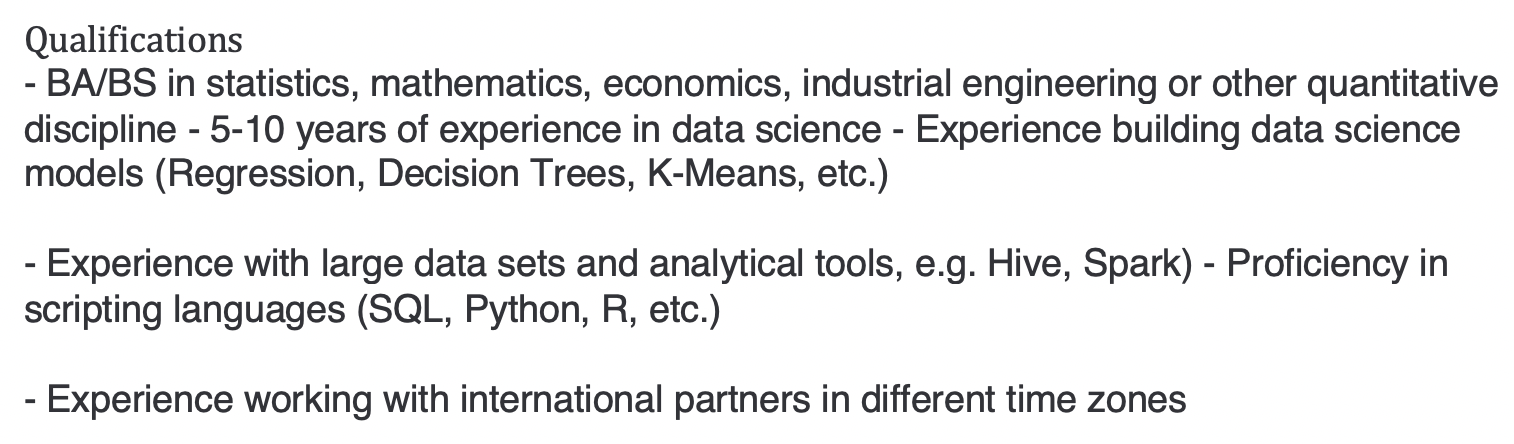 Qualifications
- BA/BS in statistics, mathematics, economics, industrial engineering or other quantitative
discipline - 5-10 years of experience in data science - Experience building data science
models (Regression, Decision Trees, K-Means, etc.)
- Experience with large data sets and analytical tools, e.g. Hive, Spark) - Proficiency in
scripting languages (SQL, Python, R, etc.)
- Experience working with international partners in different time zones